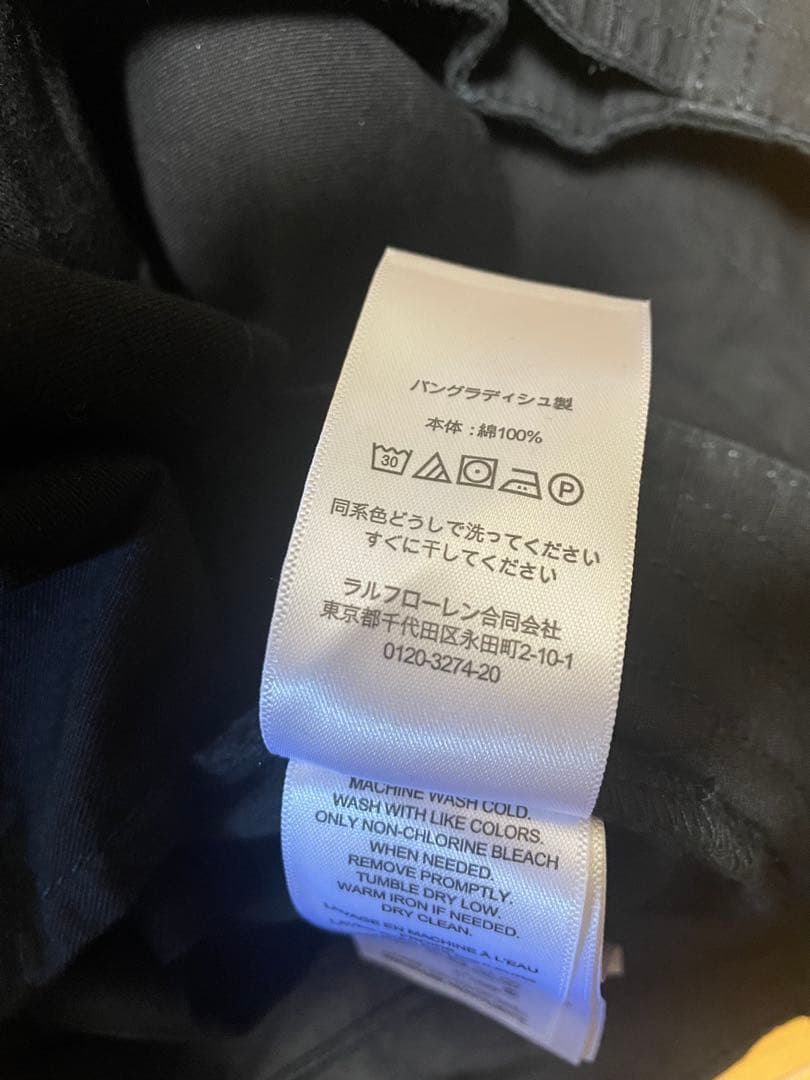 バングラディシュ製
本体：綿100%
30 P
同系色どうしで洗ってください
すぐに干してください
ラルフローレン合同会社
東京都千代田区永田町2-10-1
0120-3274-20
MACHINE WASH COLD.
WASH WITH LIKE COLORS.
ONLY NON-CHLORINE BLEACH
WHEN NEEDED.
REMOVE PROMPTLY.
TUMBLE DRY LOW.
WARM IRON IF NEEDED.
DRY CLEAN.
LAVAGE EN MACHINE À L'EAU